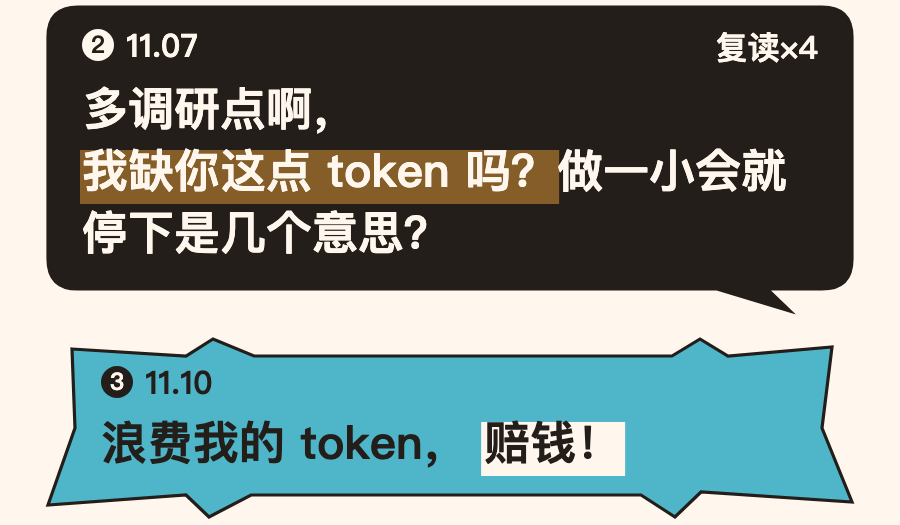 2 11.07
复读×4
多调研点啊，
我缺你这点 token 吗？做一小会就
停下是几个意思？
3 11.10
浪费我的 token， 赔钱！